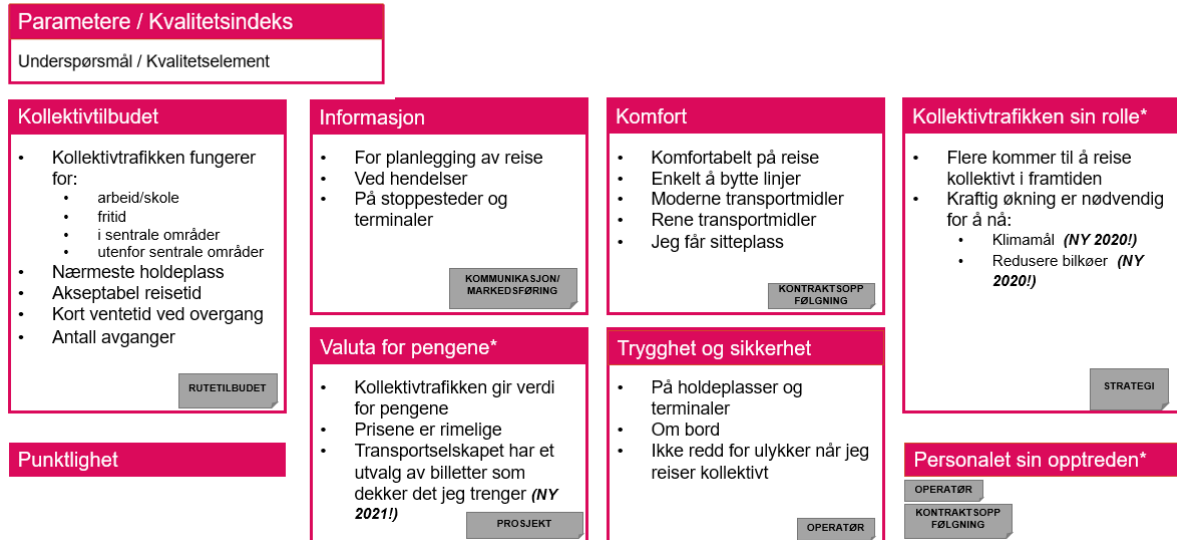 Parametere / Kvalitetsindeks
Underspørsmål / Kvalitetselement
Kollektivtilbudet
• Kollektivtrafikken fungerer
for:
• arbeid/skole
• fritid
• i sentrale områder
• utenfor sentrale områder
• Nærmeste holdeplass
• Akseptabel reisetid
• Kort ventetid ved overgang
• Antall avganger
RUTETILBUDET
Punktlighet
Informasjon
• For planlegging av reise
• Ved hendelser
• På stoppesteder og
terminaler
KOMMUNIKASJON/
MARKEDSFØRING
Valuta for pengene*
• Kollektivtrafikken gir verdi
for pengene
• Prisene er rimelige
• Transportselskapet har et
utvalg av billetter som
dekker det jeg trenger (NY
2021!)
PROSJEKT
Komfort
• Komfortabelt på reise
• Enkelt å bytte linjer
• Moderne transportmidler
• Rene transportmidler
• Jeg får sitteplass
KONTRAKTSOPP
FØLGNING
Trygghet og sikkerhet
• På holdeplasser og
terminaler
• Om bord
• Ikke redd for ulykker når jeg
reiser kollektivt
OPERATØR
Kollektivtrafikken sin rolle*
• Flere kommer til å reise
kollektivt i framtiden
• Kraftig økning er nødvendig
for å nå:
• Klimamål (NY 2020!)
• Redusere bilkøer (NY
2020!)
STRATEGI
Personalet sin opptreden*
OPERATØR
KONTRAKTSOPP
FØLGNING